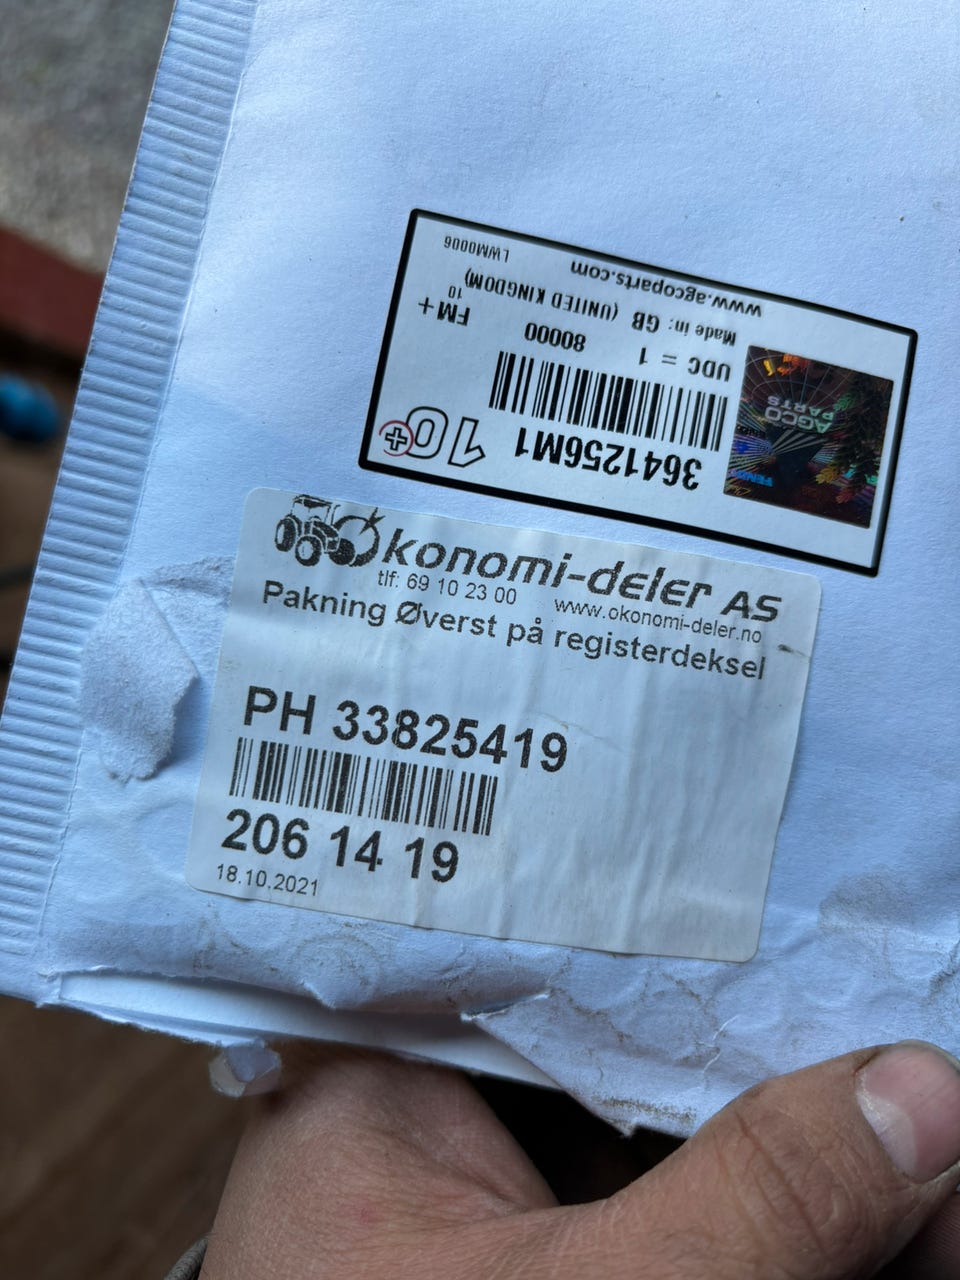 3641256M1
10+
UDC = 1 80000
Made in: GB (UNITED KINGDOM)
FM+
10
www.agcoparts.com
LWM0006
AGCO
PARTS
FENDT
Økonomi-deler AS
tlf: 69 10 23 00 www.okonomi-deler.no
Pakning Øverst på registerdeksel
PH 33825419
206 14 19
18.10.2021